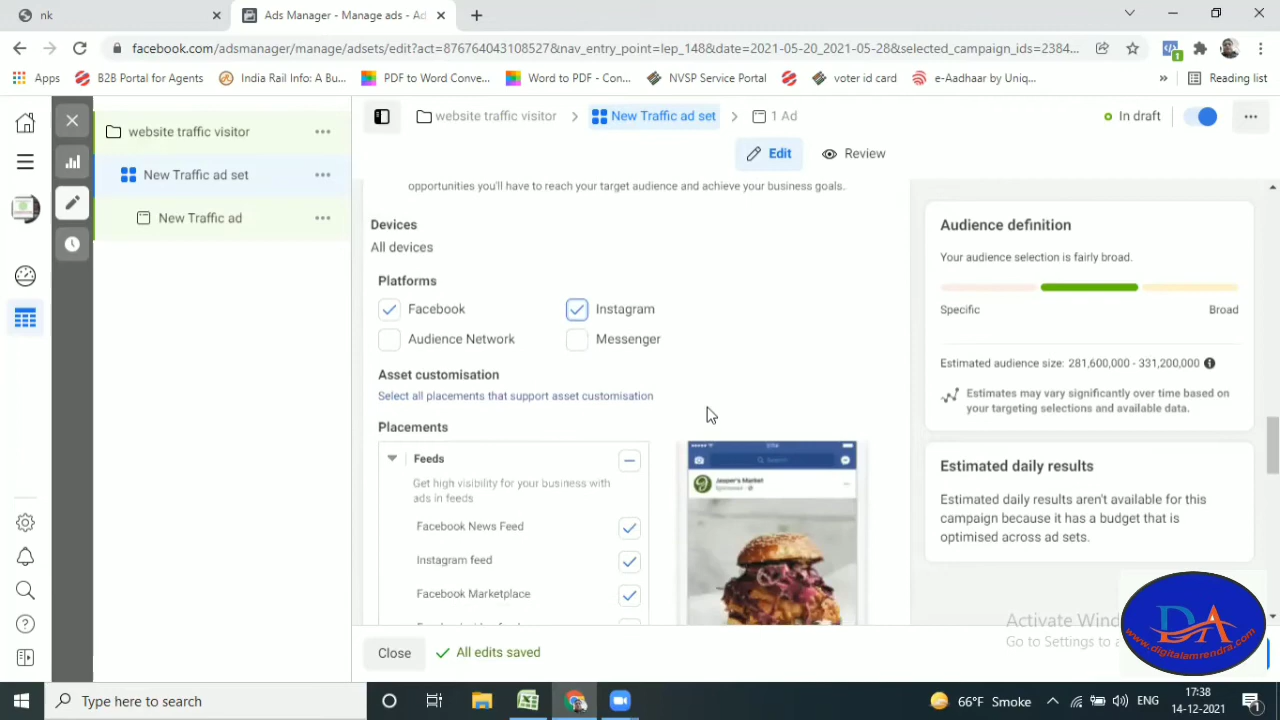 nk
Ads Manager - Manage ads - Ad
facebook.com/adsmanager/manage/adsets/edit?act=876764043108527&nav_entry_point=lep_148&date=2021-05-20_2021-05-28&selected_campaign_ids=2384...
1
Apps
B2B Portal for Agents
India Rail Info: A Bu...
PDF to Word Conve...
Word to PDF - Con...
NVSP Service Portal
voter id card
e-Aadhaar by Uniq...
»
Reading list
website traffic visitor
New Traffic ad set
New Traffic ad
website traffic visitor
New Traffic ad set
1 Ad
In draft
Edit
Review
opportunities you'll have to reach your target audience and achieve your business goals.
Devices
All devices
Platforms
Facebook
Instagram
Audience Network
Messenger
Asset customisation
Select all placements that support asset customisation
Placements
Feeds
Get high visibility for your business with
ads in feeds
Facebook News Feed
Instagram feed
Facebook Marketplace
Search
Jasper's Market
Audience definition
Your audience selection is fairly broad.
Specific
Broad
Estimated audience size: 281,600,000 - 331,200,000
Estimates may vary significantly over time based on
your targeting selections and available data.
Estimated daily results
Estimated daily results aren't available for this
campaign because it has a budget that is
optimised across ad sets.
Close
All edits saved
Activate Wind
Go to Settings to a
DA
www.digitalamrendra.com
Type here to search
66°F Smoke
ENG
17:38
14-12-2021
1